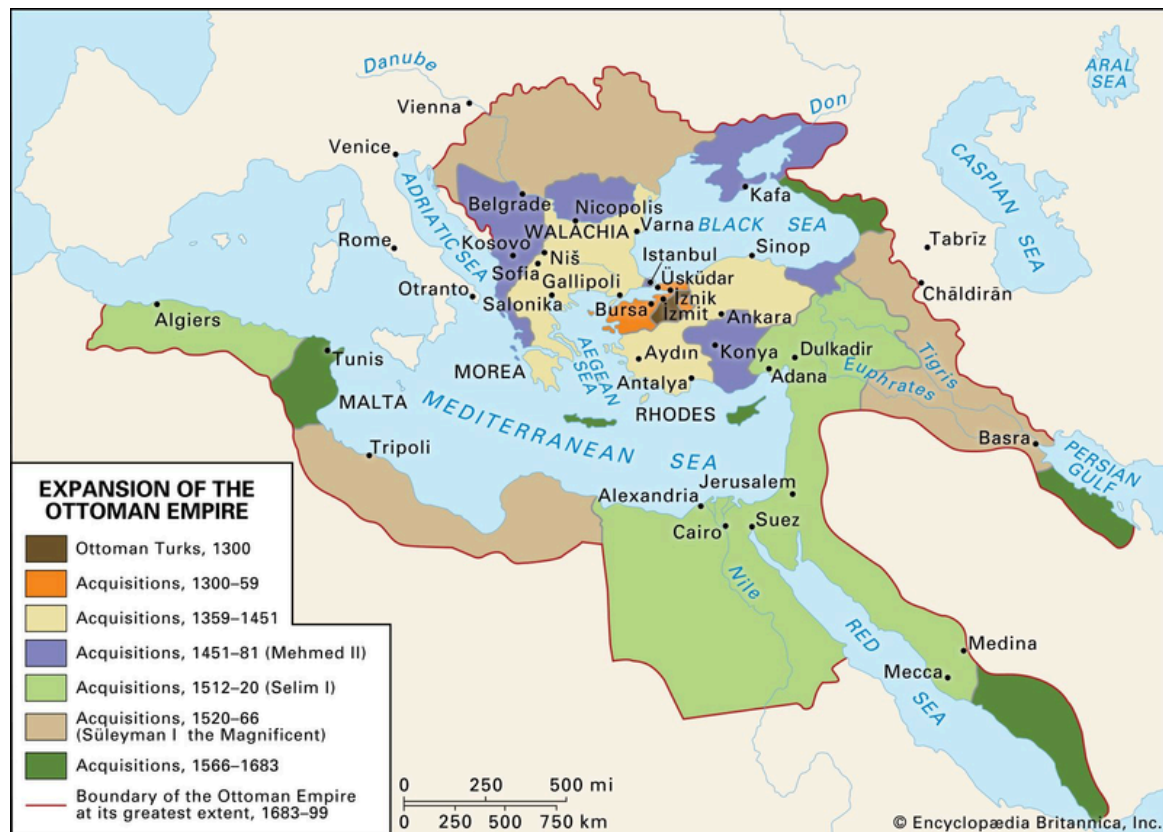 Danube
Vienna
Don
ARAL
SEA
Venice
ADRIATIC SEA
Belgrade
Nicopolis
WALACHIA
Varna
Kafa
BLACK SEA
CASPIAN
SEA
Rome
Kosovo
Niš
Sofia
Istanbul
Sinop
Tabrīz
Üsküdar
Otranto
Gallipoli
Salonika
İznik
Chāldirān
Algiers
Bursa
İzmit
Ankara
Tunis
MOREA
AEGEAN
SEA
Aydın
Konya
Dulkadir
Tigris
Antalya
Adana
Euphrates
MALTA
RHODES
MEDITERRANEAN SEA
Basra
PERSIAN
GULF
Tripoli
Jerusalem
Alexandria
Cairo
Suez
Nile
RED
SEA
Medina
Mecca
EXPANSION OF THE
OTTOMAN EMPIRE
Ottoman Turks, 1300
Acquisitions, 1300–59
Acquisitions, 1359–1451
Acquisitions, 1451–81 (Mehmed II)
Acquisitions, 1512–20 (Selim I)
Acquisitions, 1520–66
(Süleyman I the Magnificent)
Acquisitions, 1566–1683
Boundary of the Ottoman Empire
at its greatest extent, 1683–99
0 250 500 mi
0 250 500 750 km
© Encyclopædia Britannica, Inc.